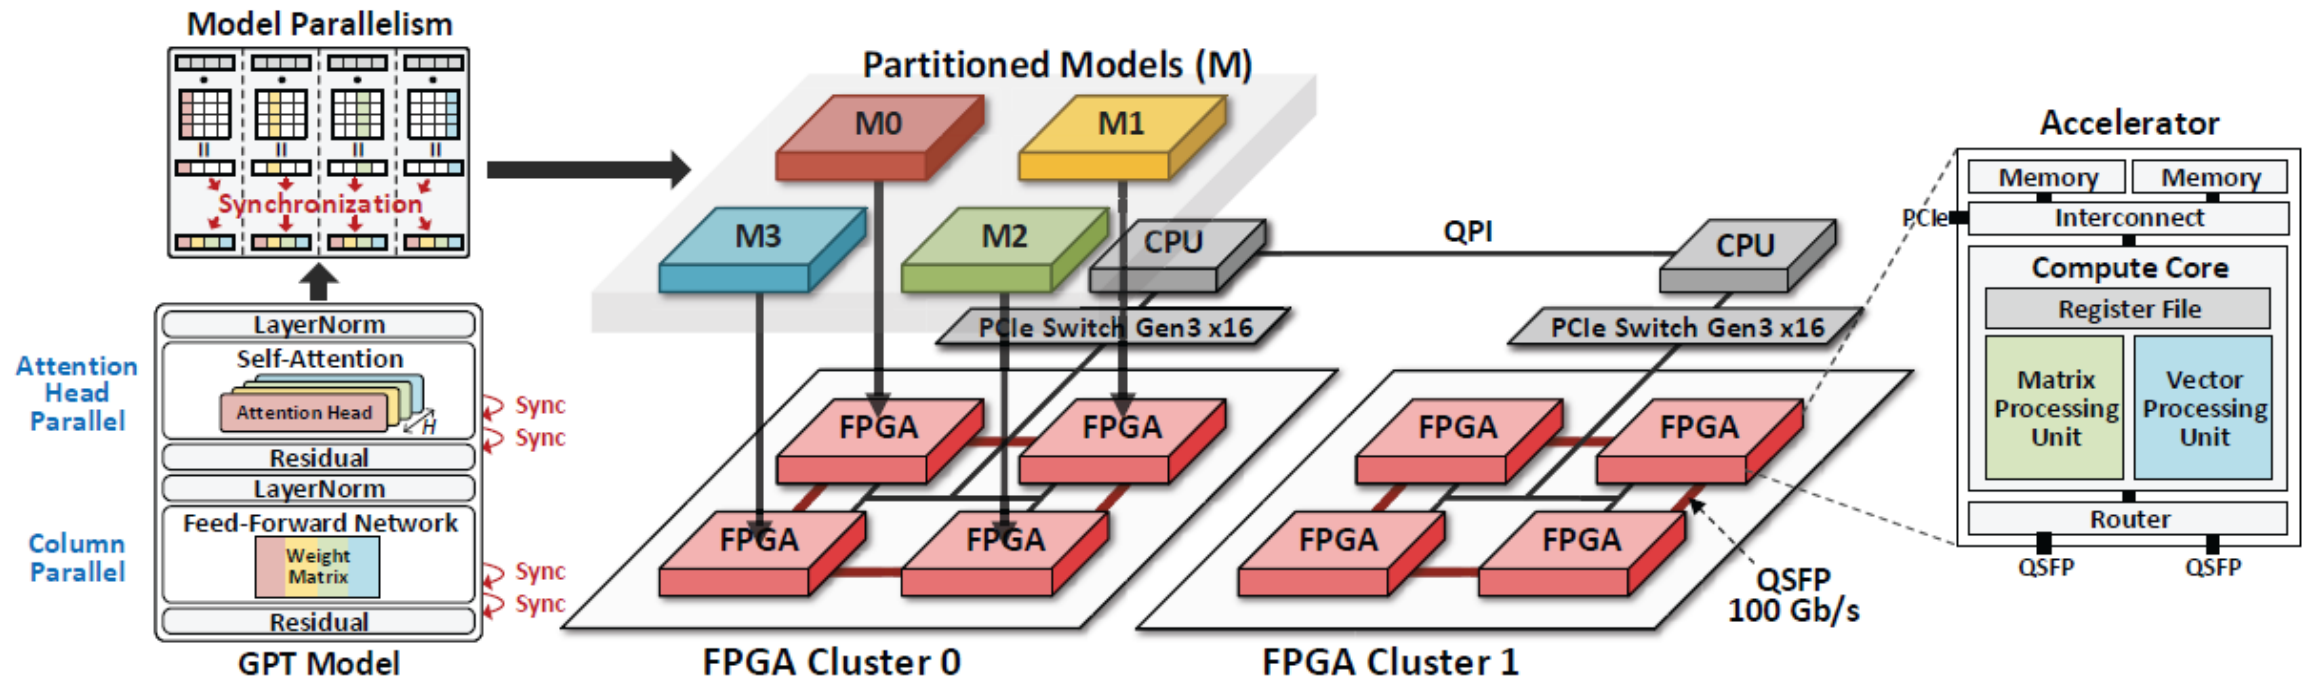 Model Parallelism
Synchronization
LayerNorm
Self-Attention
Attention Head
H
Residual
LayerNorm
Feed-Forward Network
Weight
Matrix
Residual
GPT Model
Attention
Head
Parallel
Column
Parallel
Sync
Sync
Sync
Sync
Partitioned Models (M)
M0
M1
M3
M2
CPU
QPI
CPU
PCIe Switch Gen3 x16
PCIe Switch Gen3 x16
FPGA
FPGA
FPGA
FPGA
FPGA Cluster 0
FPGA
FPGA
FPGA
FPGA
FPGA Cluster 1
QSFP
100 Gb/s
Accelerator
Memory
Memory
PCIe
Interconnect
Compute Core
Register File
Matrix
Processing
Unit
Vector
Processing
Unit
Router
QSFP
QSFP